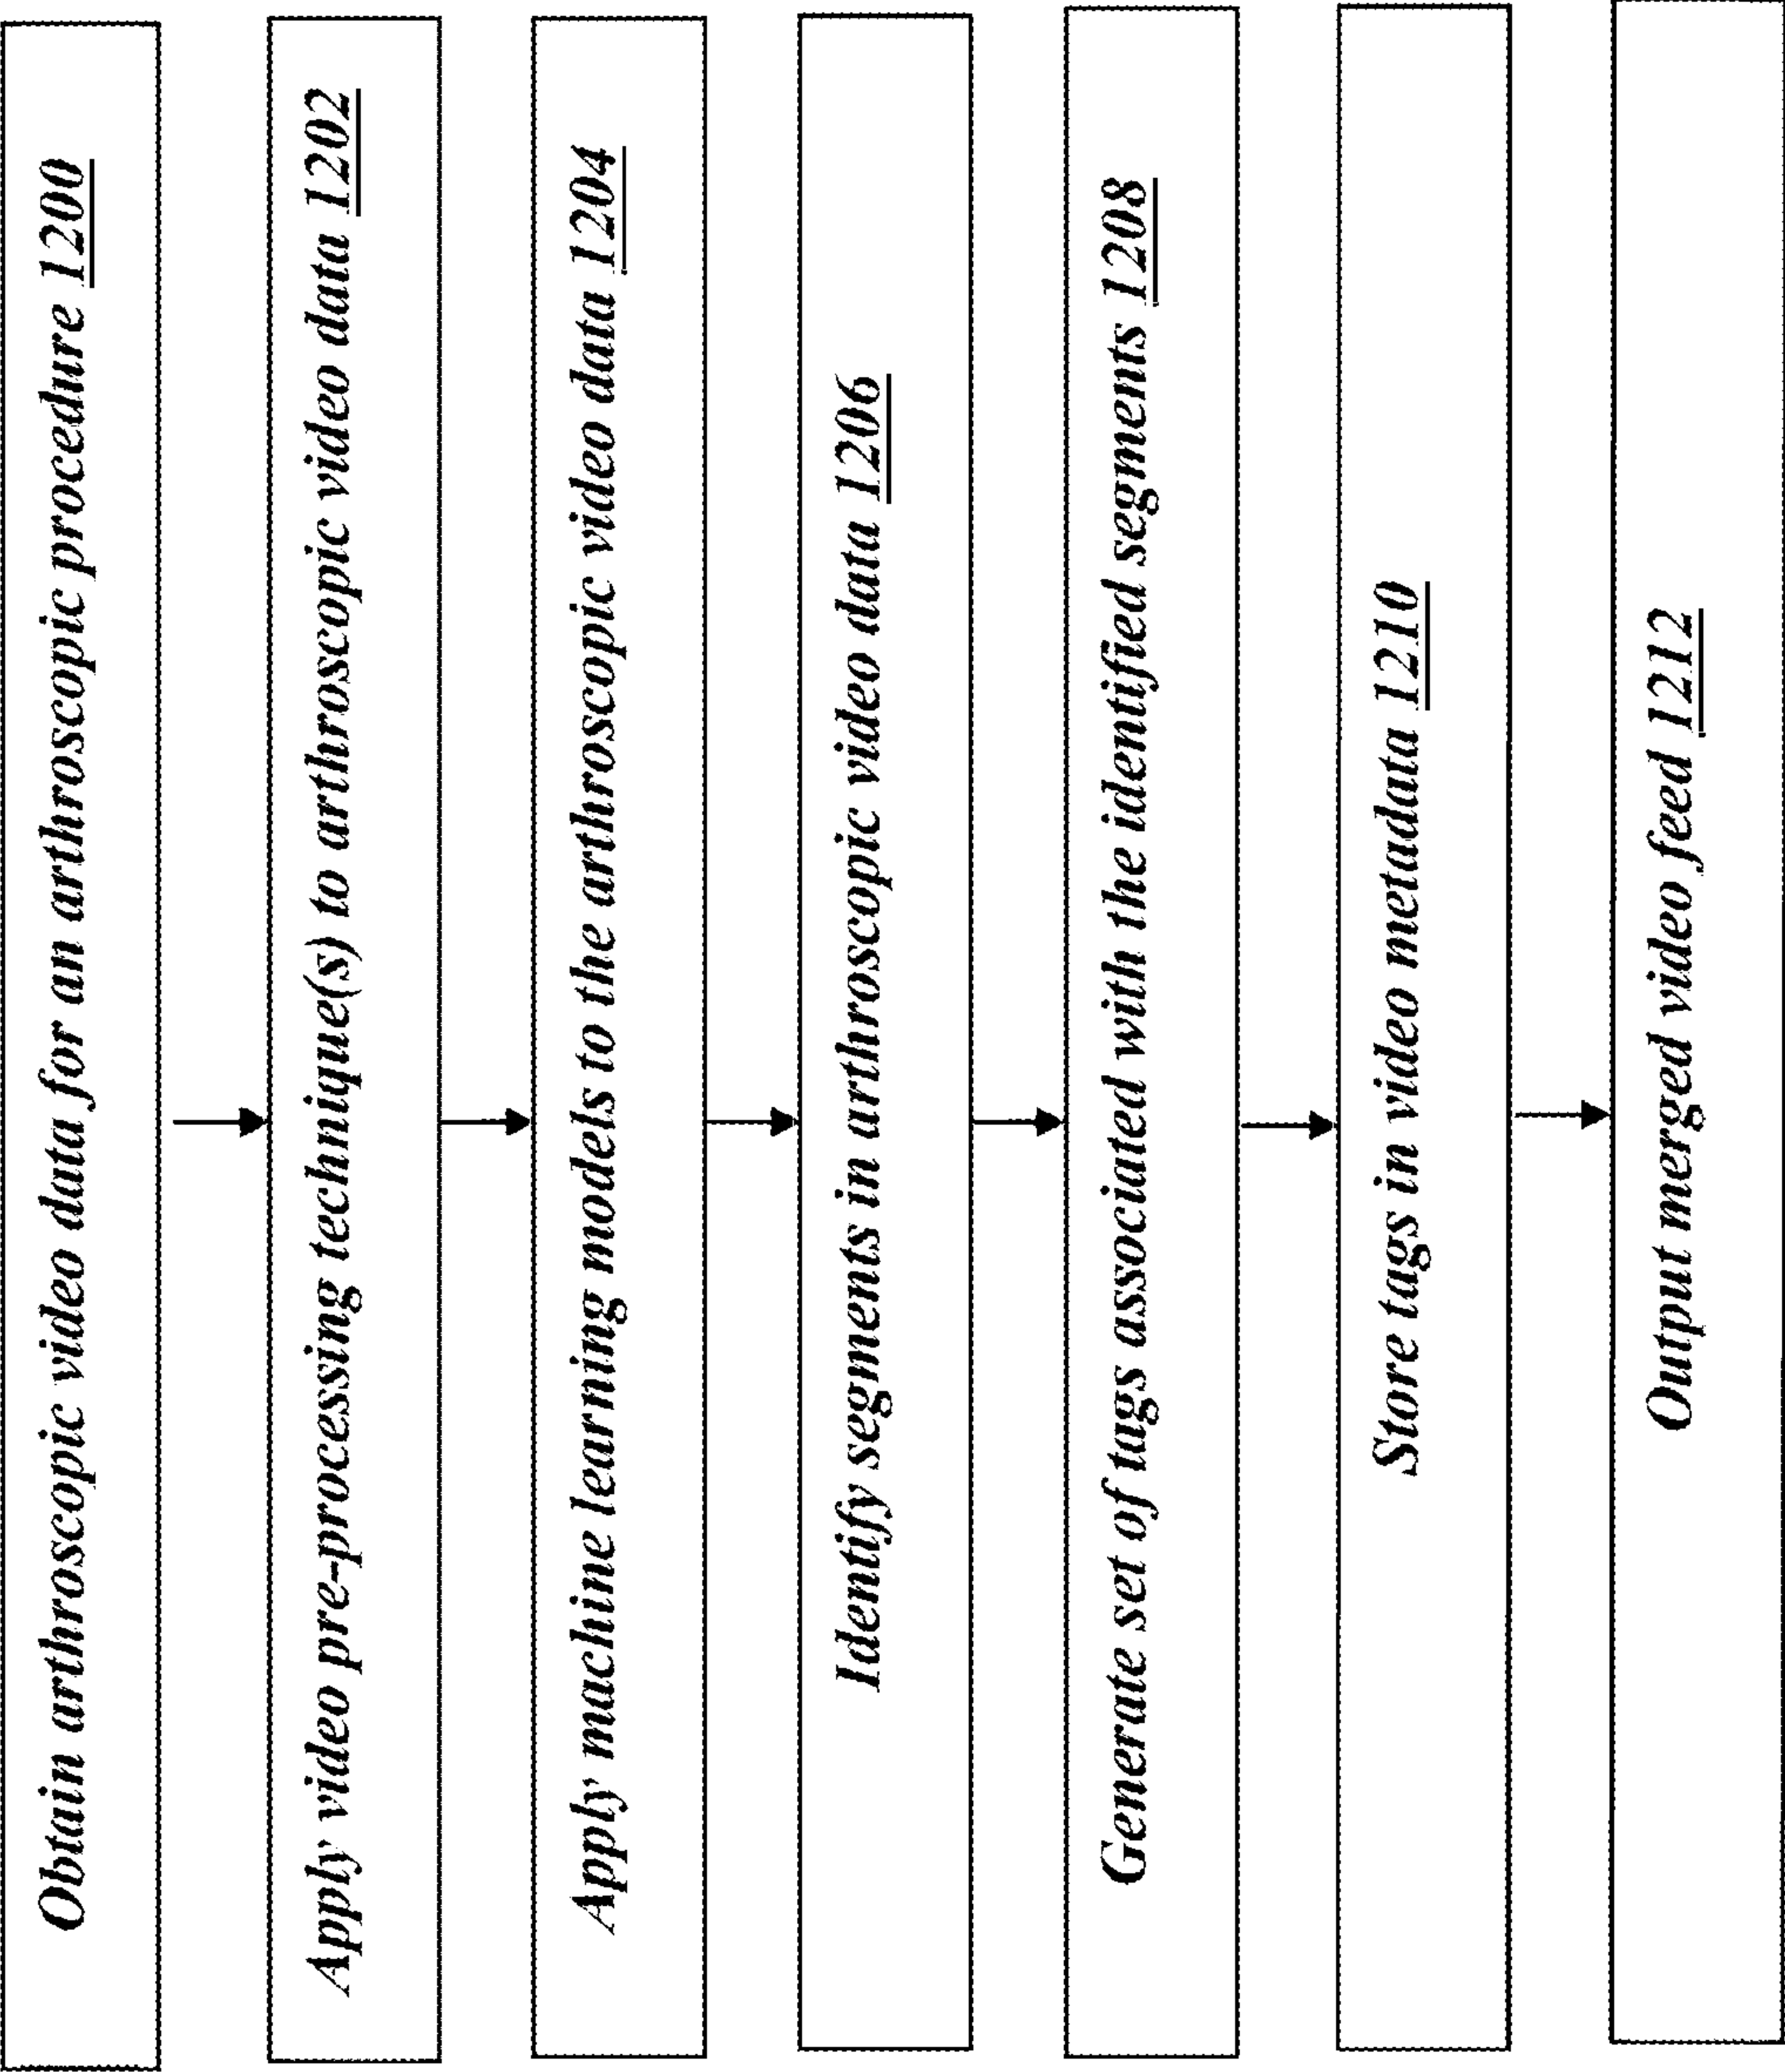 Obtain arthroscopic video data for an arthroscopic procedure 1200
Apply video pre-processing technique(s) to arthroscopic video data 1202
Apply machine learning models to the arthroscopic video data 1204
Identify segments in arthroscopic video data 1206
Generate set of tags associated with the identified segments 1208
Store tags in video metadata 1210
Output merged video feed 1212